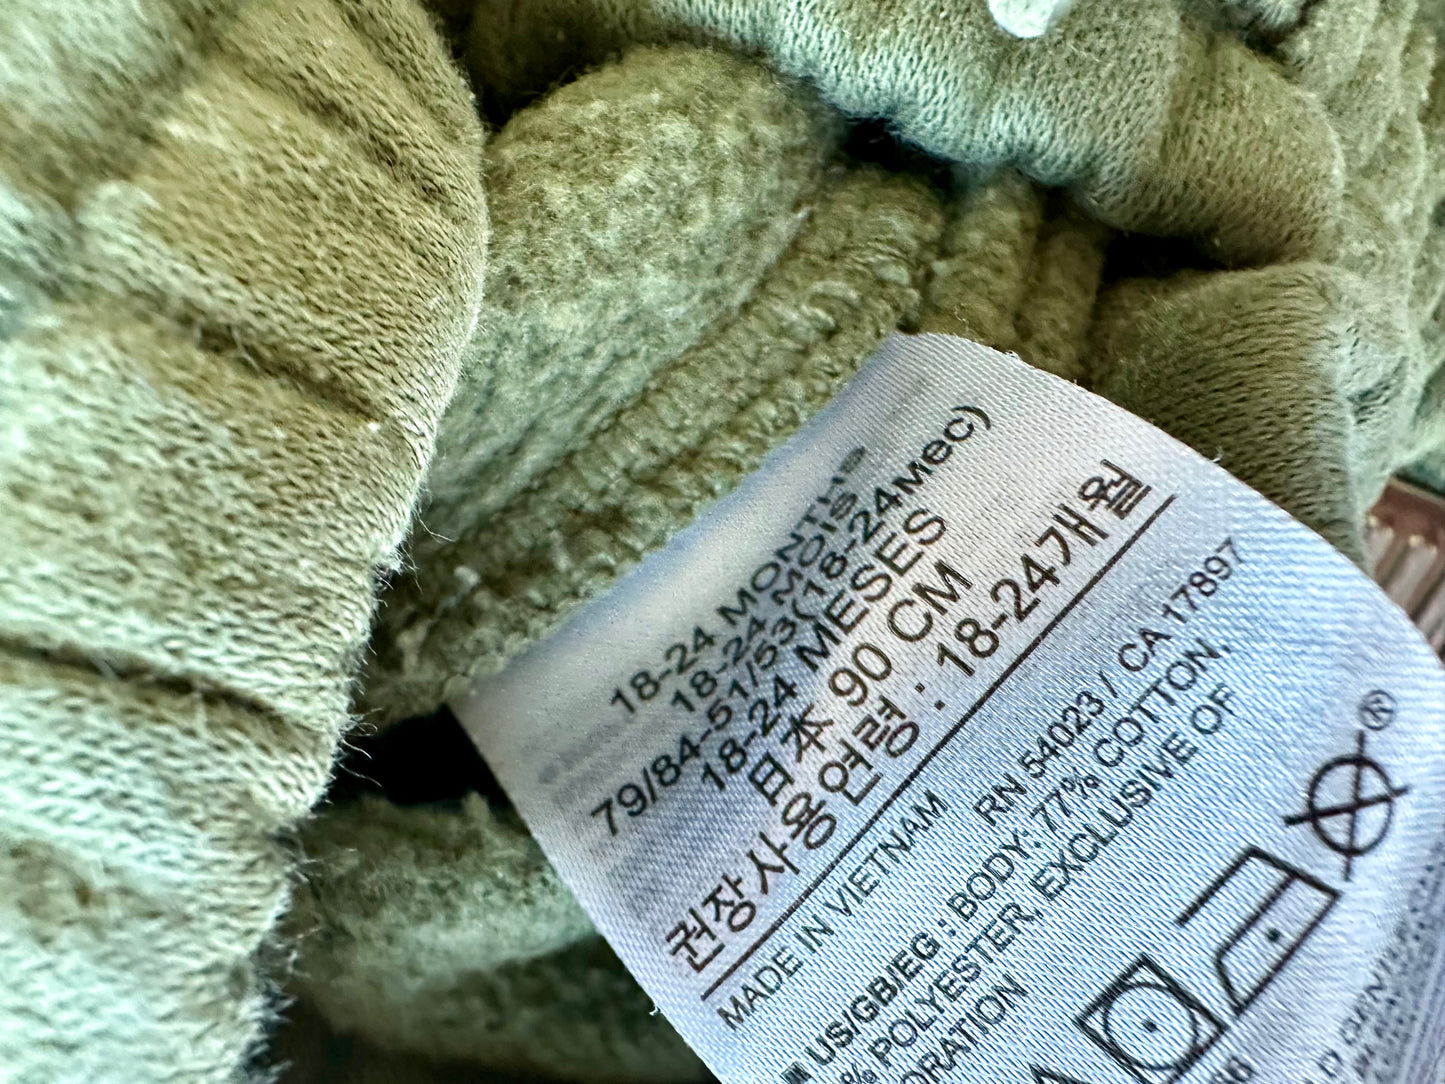 18-24 MONTHS
18-24 MOIS
79/84-51/53(18-24мес)
18-24 MESES
日本 90 CM
권장사용연령 : 18-24개월
MADE IN VIETNAM RN 54023 / CA 17897
US/GB/EG : BODY: 77% COTTON,
% POLYESTER, EXCLUSIVE OF
ORATION